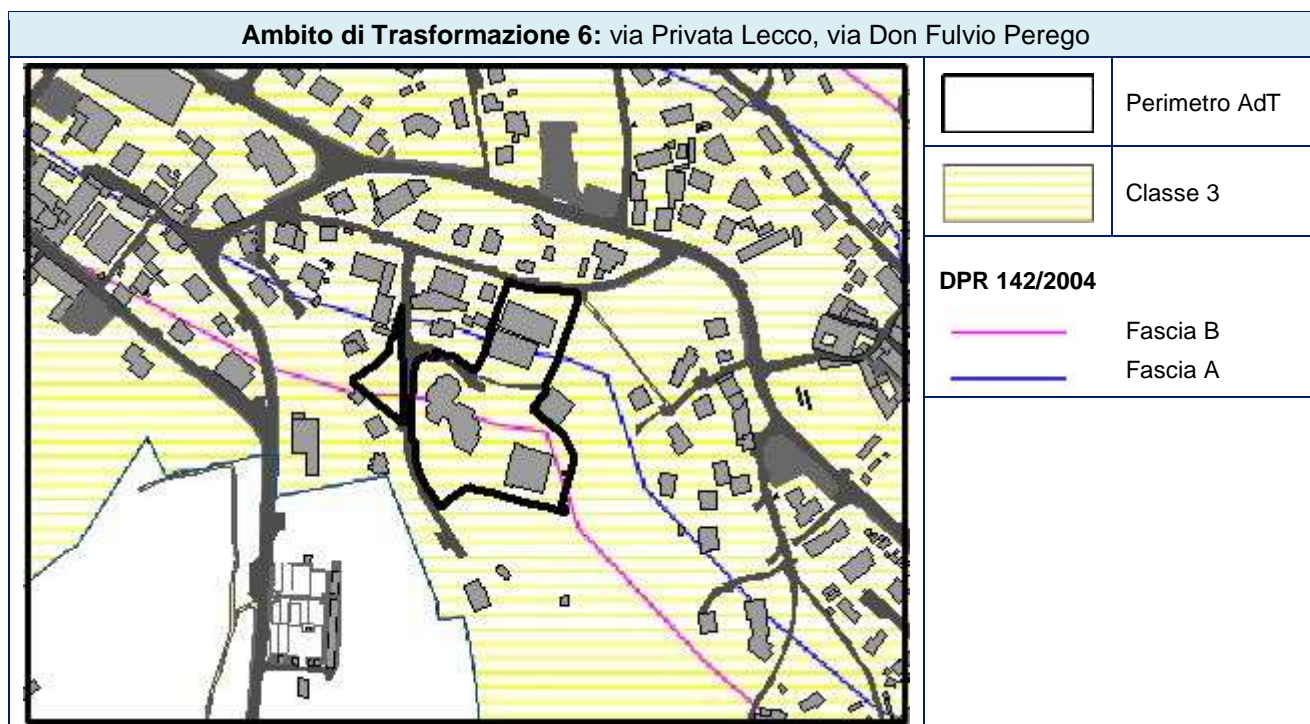 Ambito di Trasformazione 6: via Privata Lecco, via Don Fulvio Perego
Perimetro AdT
Classe 3
DPR 142/2004
Fascia B
Fascia A